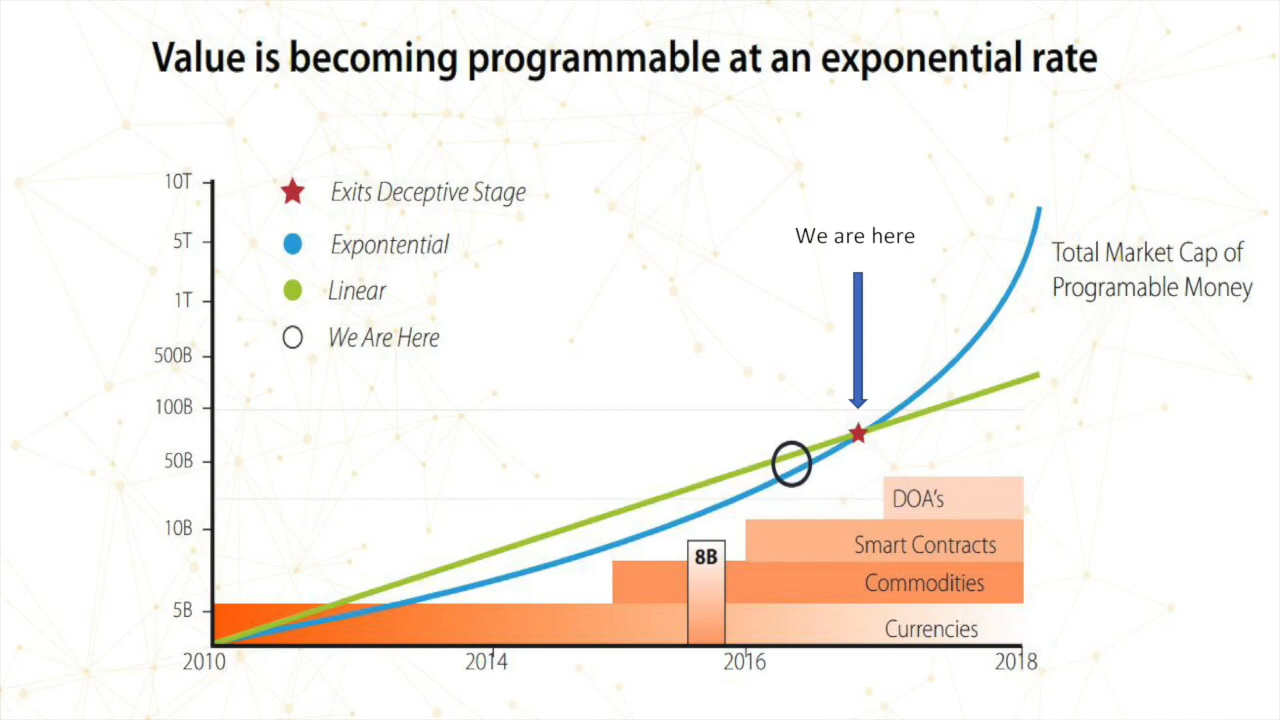 Value is becoming programmable at an exponential rate
10T
5T
1T
500B
100B
50B
10B
5B
Exits Deceptive Stage
Expontential
Linear
We Are Here
We are here
Total Market Cap of
Programable Money
DOA's
Smart Contracts
8B
Commodities
Currencies
2010
2014
2016
2018